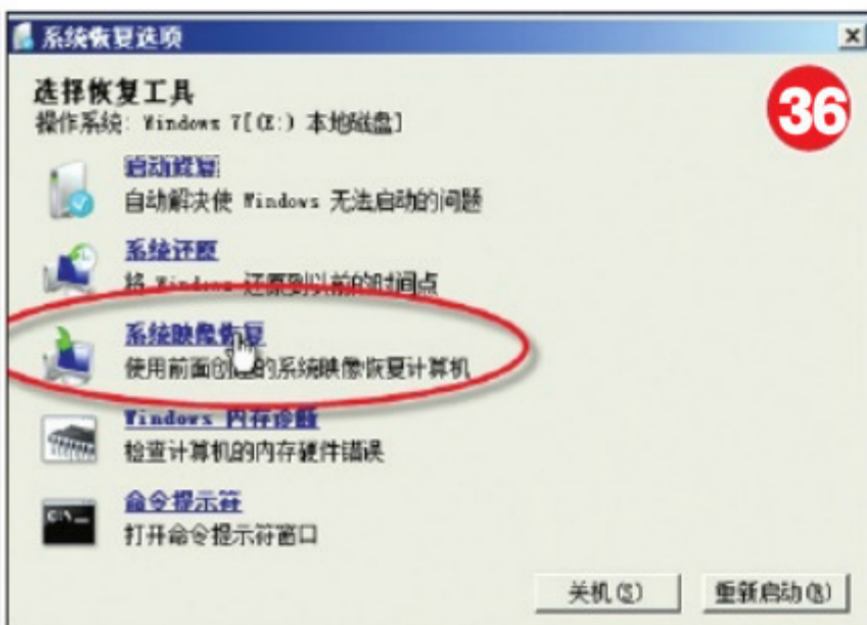 系统恢复选项
36
选择恢复工具
操作系统: Windows 7[(E:) 本地磁盘]
启动修复
自动解决使 Windows 无法启动的问题
系统还原
将 Windows 还原到以前的时间点
系统映像恢复
使用前面创建的系统映像恢复计算机
Windows 内存诊断
检查计算机的内存硬件错误
命令提示符
打开命令提示符窗口
关机(S)
重新启动(R)